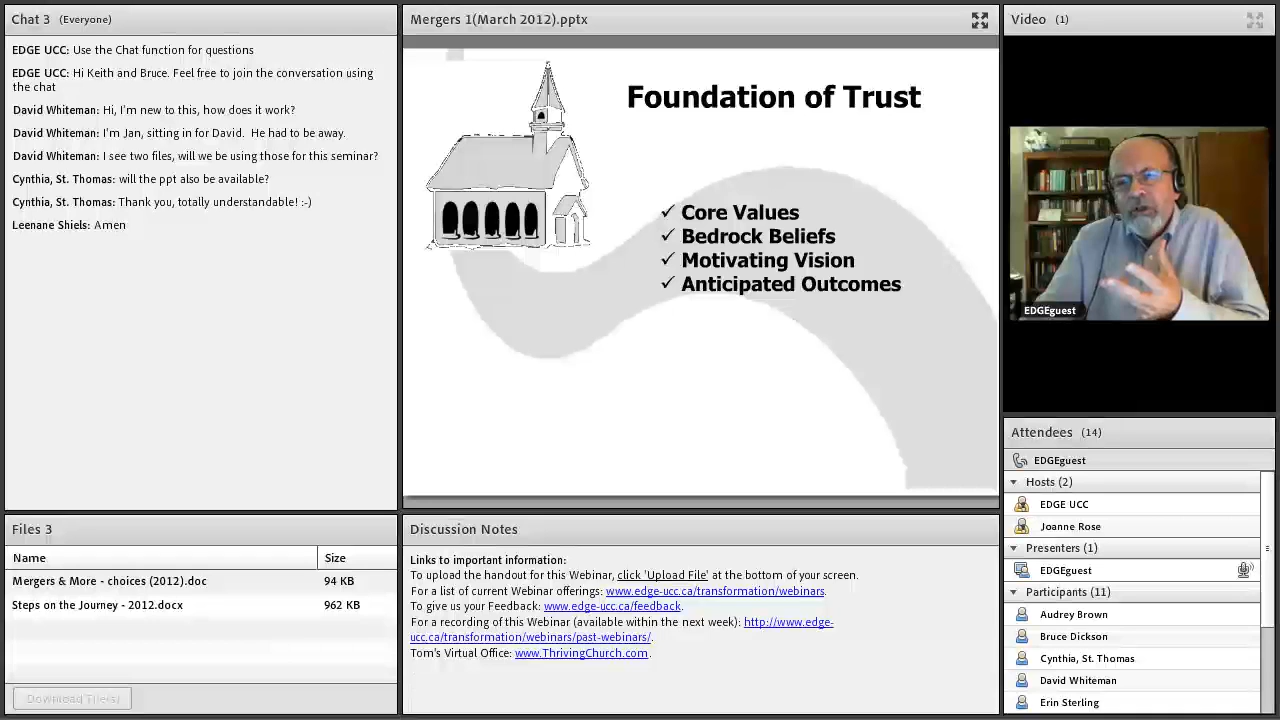 Chat 3 (Everyone)
EDGE UCC: Use the Chat function for questions
EDGE UCC: Hi Keith and Bruce. Feel free to join the conversation using
the chat
David Whiteman: Hi, I'm new to this, how does it work?
David Whiteman: I'm Jan, sitting in for David.  He had to be away.
David Whiteman: I see two files, will we be using those for this seminar?
Cynthia, St. Thomas: will the ppt also be available?
Cynthia, St. Thomas: Thank you, totally understandable! :-)
Leenane Shiels: Amen
Files 3
Name Size
Mergers & More - choices (2012).doc 94 KB
Steps on the Journey - 2012.docx 962 KB
Download File(s)
Mergers 1(March 2012).pptx
Foundation of Trust
✓ Core Values
✓ Bedrock Beliefs
✓ Motivating Vision
✓ Anticipated Outcomes
Discussion Notes
Links to important information:
To upload the handout for this Webinar, click 'Upload File' at the bottom of your screen.
For a list of current Webinar offerings: www.edge-ucc.ca/transformation/webinars.
To give us your Feedback: www.edge-ucc.ca/feedback.
For a recording of this Webinar (available within the next week): http://www.edge-
ucc.ca/transformation/webinars/past-webinars/.
Tom's Virtual Office: www.ThrivingChurch.com.
Video (1)
EDGEguest
Attendees (14)
EDGEguest
Hosts (2)
EDGE UCC
Joanne Rose
Presenters (1)
EDGEguest
Participants (11)
Audrey Brown
Bruce Dickson
Cynthia, St. Thomas
David Whiteman
Erin Sterling